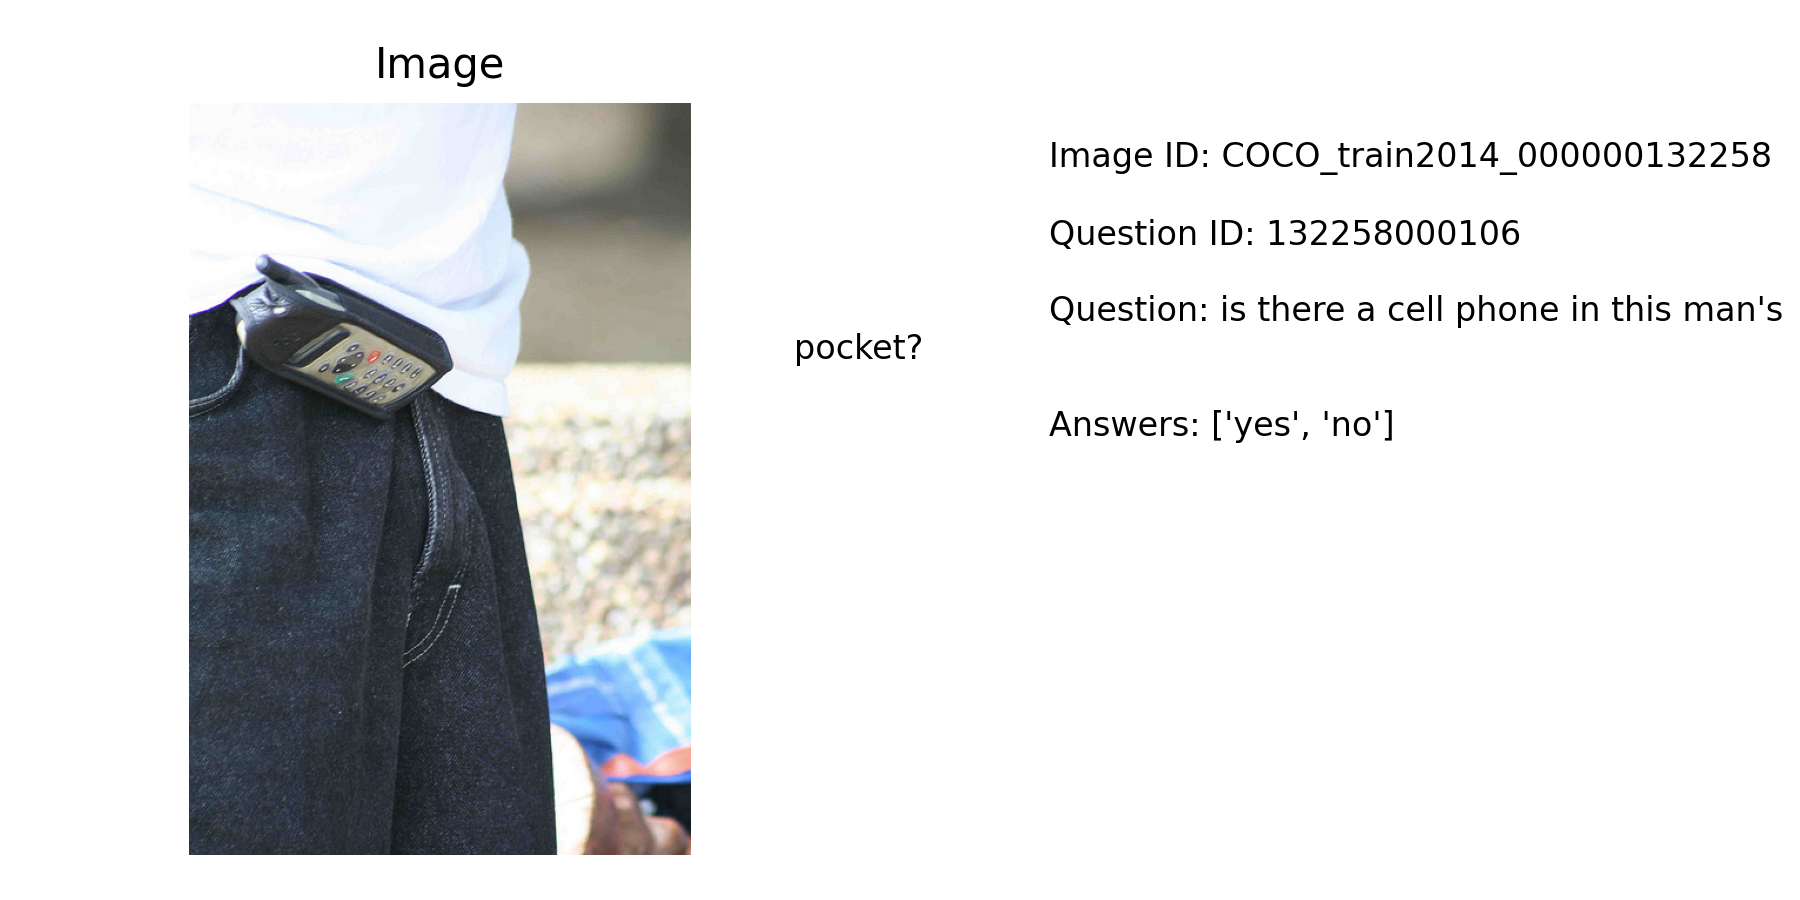 Image
Image ID: COCO_train2014_000000132258
Question ID: 132258000106
Question: is there a cell phone in this man's
pocket?
Answers: ['yes', 'no']